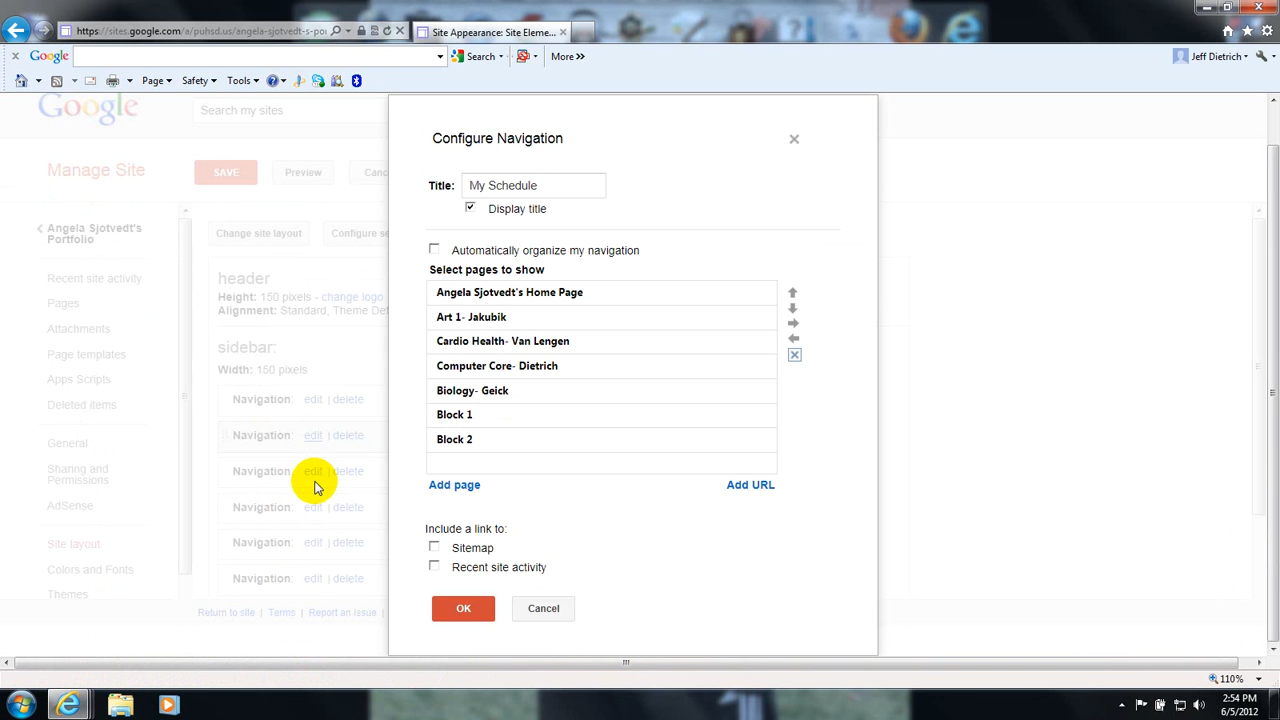 https://sites.google.com/a/puhsd.us/angela-sjotvedt-s-poi
Site Appearance: Site Eleme...
Google
Search
More >>
Jeff Dietrich
Page
Safety
Tools
Google
Search my sites
Manage Site
SAVE
Preview
Canc
Angela Sjotvedt's
Portfolio
Recent site activity
Pages
Attachments
Page templates
Apps Scripts
Deleted items
General
Sharing and
Permissions
AdSense
Site layout
Colors and Fonts
Themes
Change site layout
Configure se
header
Height: 150 pixels - change logo
Alignment: Standard, Theme Def
sidebar:
Width: 150 pixels
Navigation: edit | delete
Navigation: edit | delete
Navigation: edit | delete
Navigation: edit | delete
Navigation: edit | delete
Navigation: edit | delete
Return to site | Terms | Report an Issue |
Configure Navigation
Title: My Schedule
Display title
Automatically organize my navigation
Select pages to show
Angela Sjotvedt's Home Page
Art 1- Jakubik
Cardio Health- Van Lengen
Computer Core- Dietrich
Biology- Geick
Block 1
Block 2
Add page
Add URL
Include a link to:
Sitemap
Recent site activity
OK
Cancel
110%
2:54 PM
6/5/2012